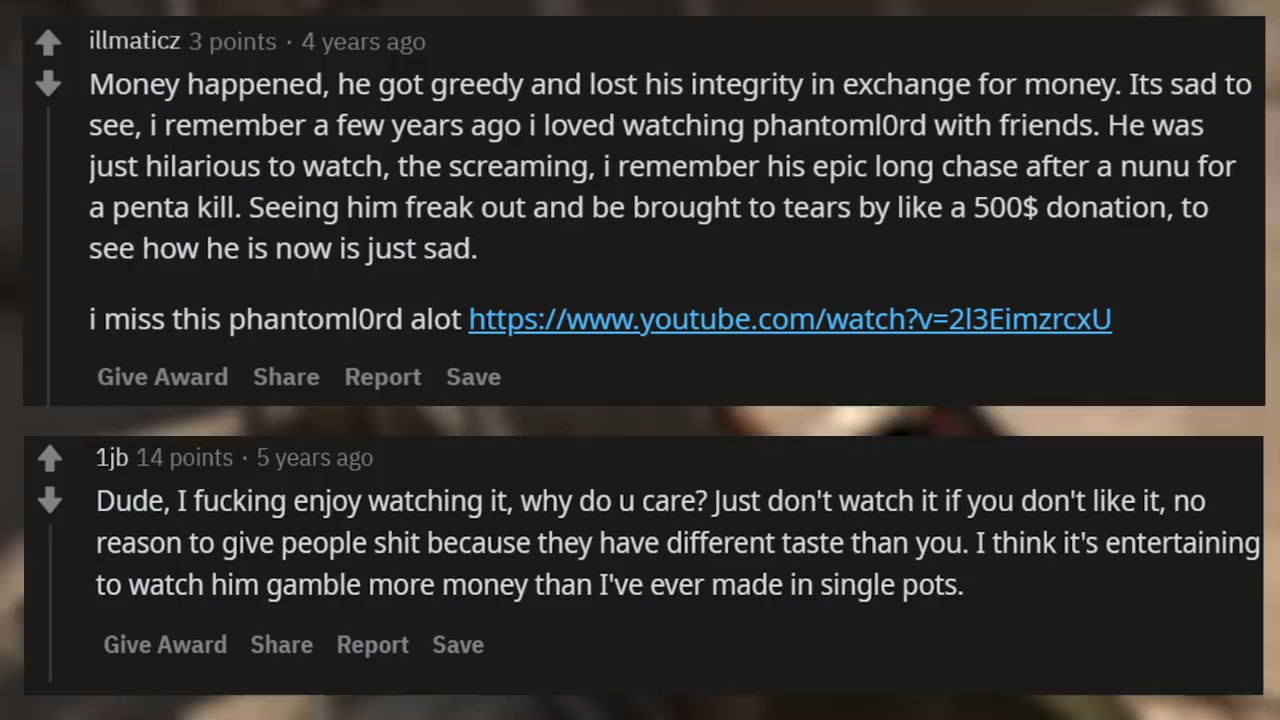 illmaticz 3 points · 4 years ago
Money happened, he got greedy and lost his integrity in exchange for money. Its sad to
see, i remember a few years ago i loved watching phantoml0rd with friends. He was
just hilarious to watch, the screaming, i remember his epic long chase after a nunu for
a penta kill. Seeing him freak out and be brought to tears by like a 500$ donation, to
see how he is now is just sad.
i miss this phantoml0rd alot https://www.youtube.com/watch?v=2l3EimzrcxU
Give Award Share Report Save
1jb 14 points · 5 years ago
Dude, I fucking enjoy watching it, why do u care? Just don't watch it if you don't like it, no
reason to give people shit because they have different taste than you. I think it's entertaining
to watch him gamble more money than I've ever made in single pots.
Give Award Share Report Save